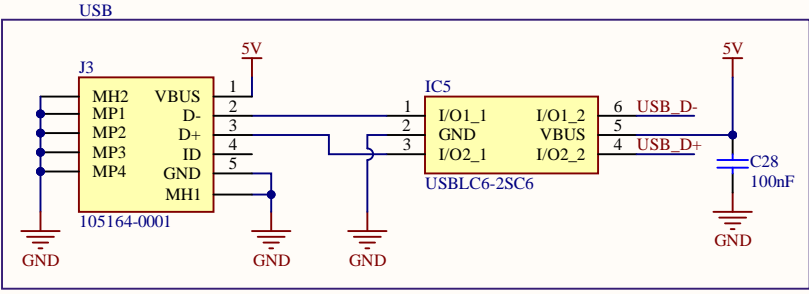 USB
5V
5V
J3
IC5
MH2 VBUS 1
MP1 D- 2
MP2 D+ 3
MP3 ID 4
MP4 GND 5
MH1
105164-0001
1 I/O1_1 I/O1_2 6 USB_D-
2 GND VBUS 5
3 I/O2_1 I/O2_2 4 USB_D+
USBLC6-2SC6
C28
100nF
GND
GND
GND
GND